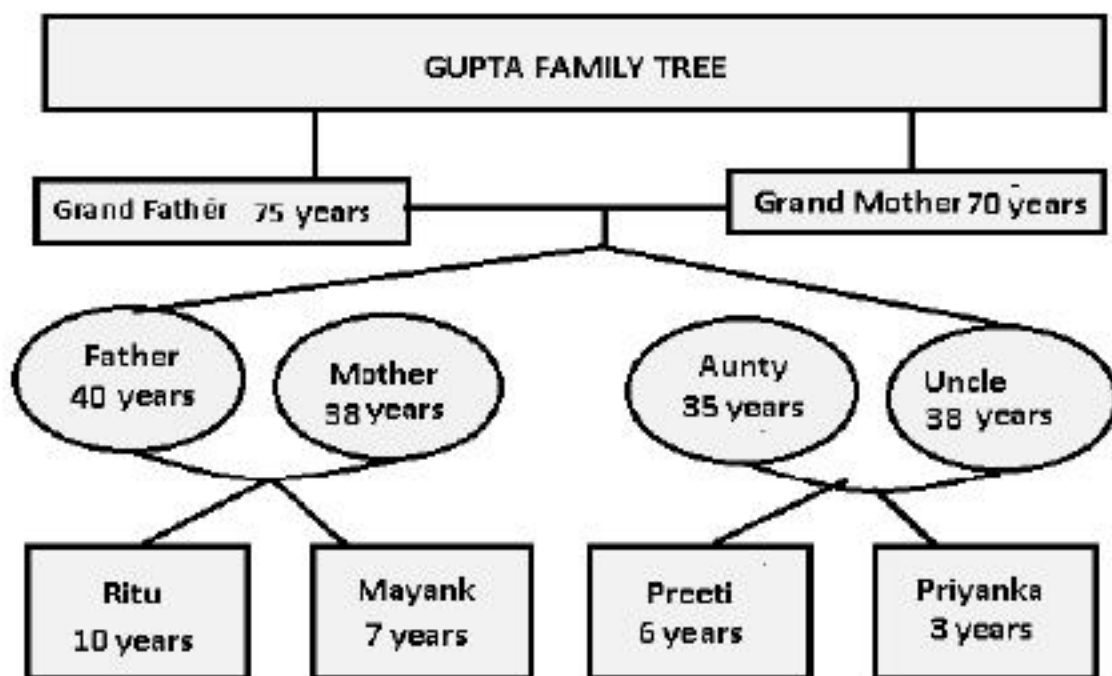 GUPTA FAMILY TREE
Grand Father 75 years
Grand Mother 70 years
Father
40 years
Mother
38 years
Aunty
35 years
Uncle
38 years
Ritu
10 years
Mayank
7 years
Preeti
6 years
Priyanka
3 years